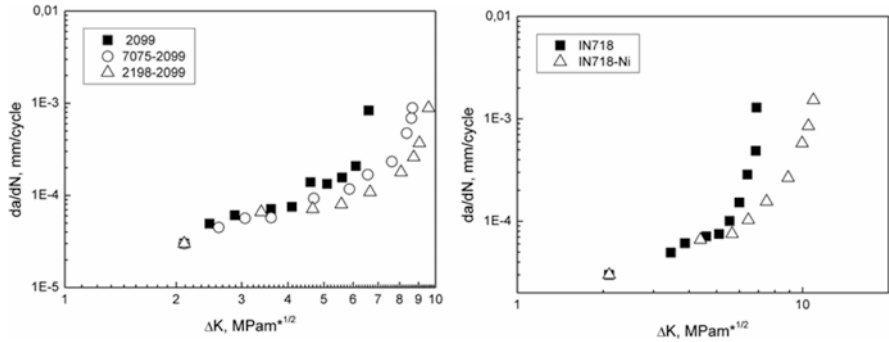 0,01
1E-3
1E-4
1E-5
da/dN, mm/cycle
2099
7075-2099
2198-2099
1 2 3 4 5 6 7 8 9 10
ΔK, MPam*1/2
0,01
1E-3
1E-4
da/dN, mm/cycle
IN718
IN718-Ni
1 10
ΔK, MPam*1/2